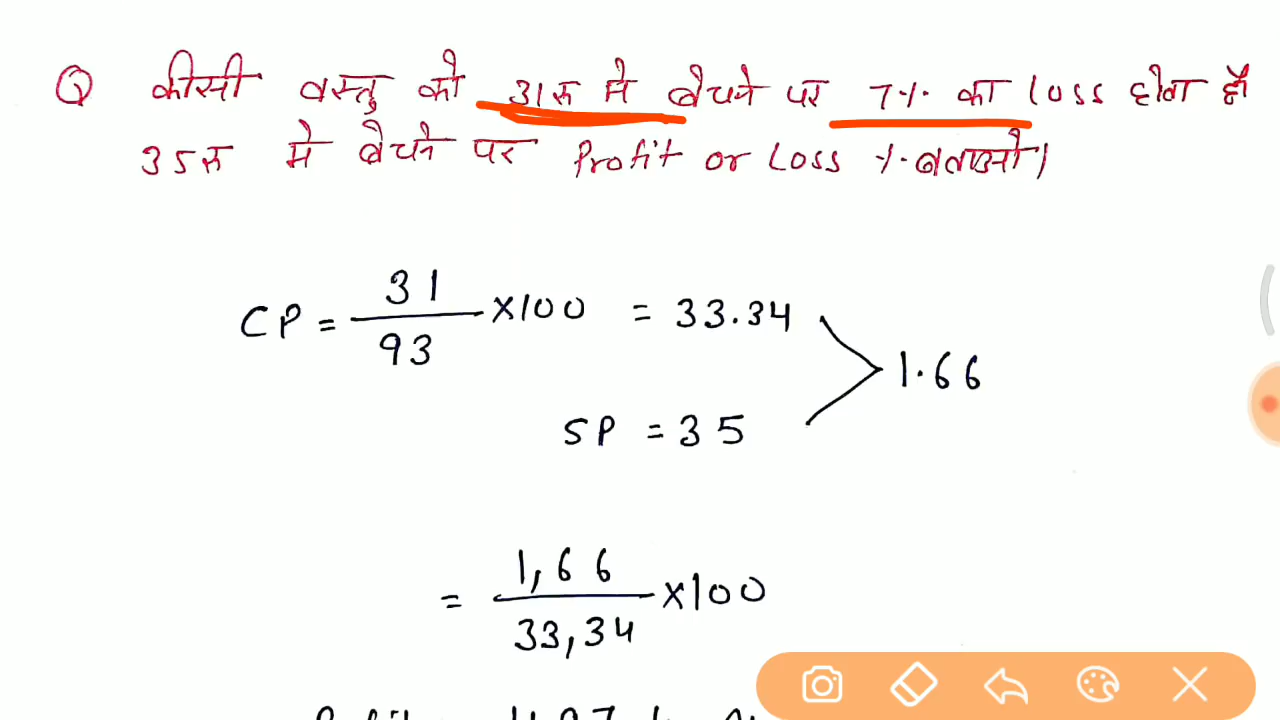 Q कीसी वस्तु को 31रु मे बेचने पर 7% का loss होता है
35रु मे बेचने पर Profit or Loss % बताओ।
CP = 31/93 ×100 = 33.34
1.66
SP = 35
= 1,66/33,34 ×100